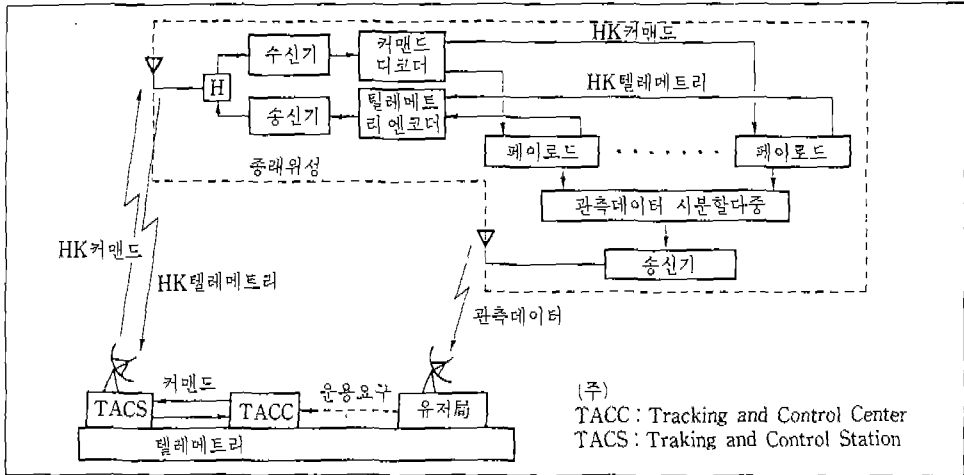 HK커맨드
수신기
커맨드
디코더
HK텔레메트리
H
송신기
틸레메트
리 엔코더
페이로드
· · · · · · ·
페이로드
종래위성
관측데이터 시분할다중
송신기
HK커맨드
HK텔레메트리
관측데이터
커맨드
운용요구
TACS
TACC
유저局
텔레메트리
(주)
TACC : Tracking and Control Center
TACS : Traking and Control Station